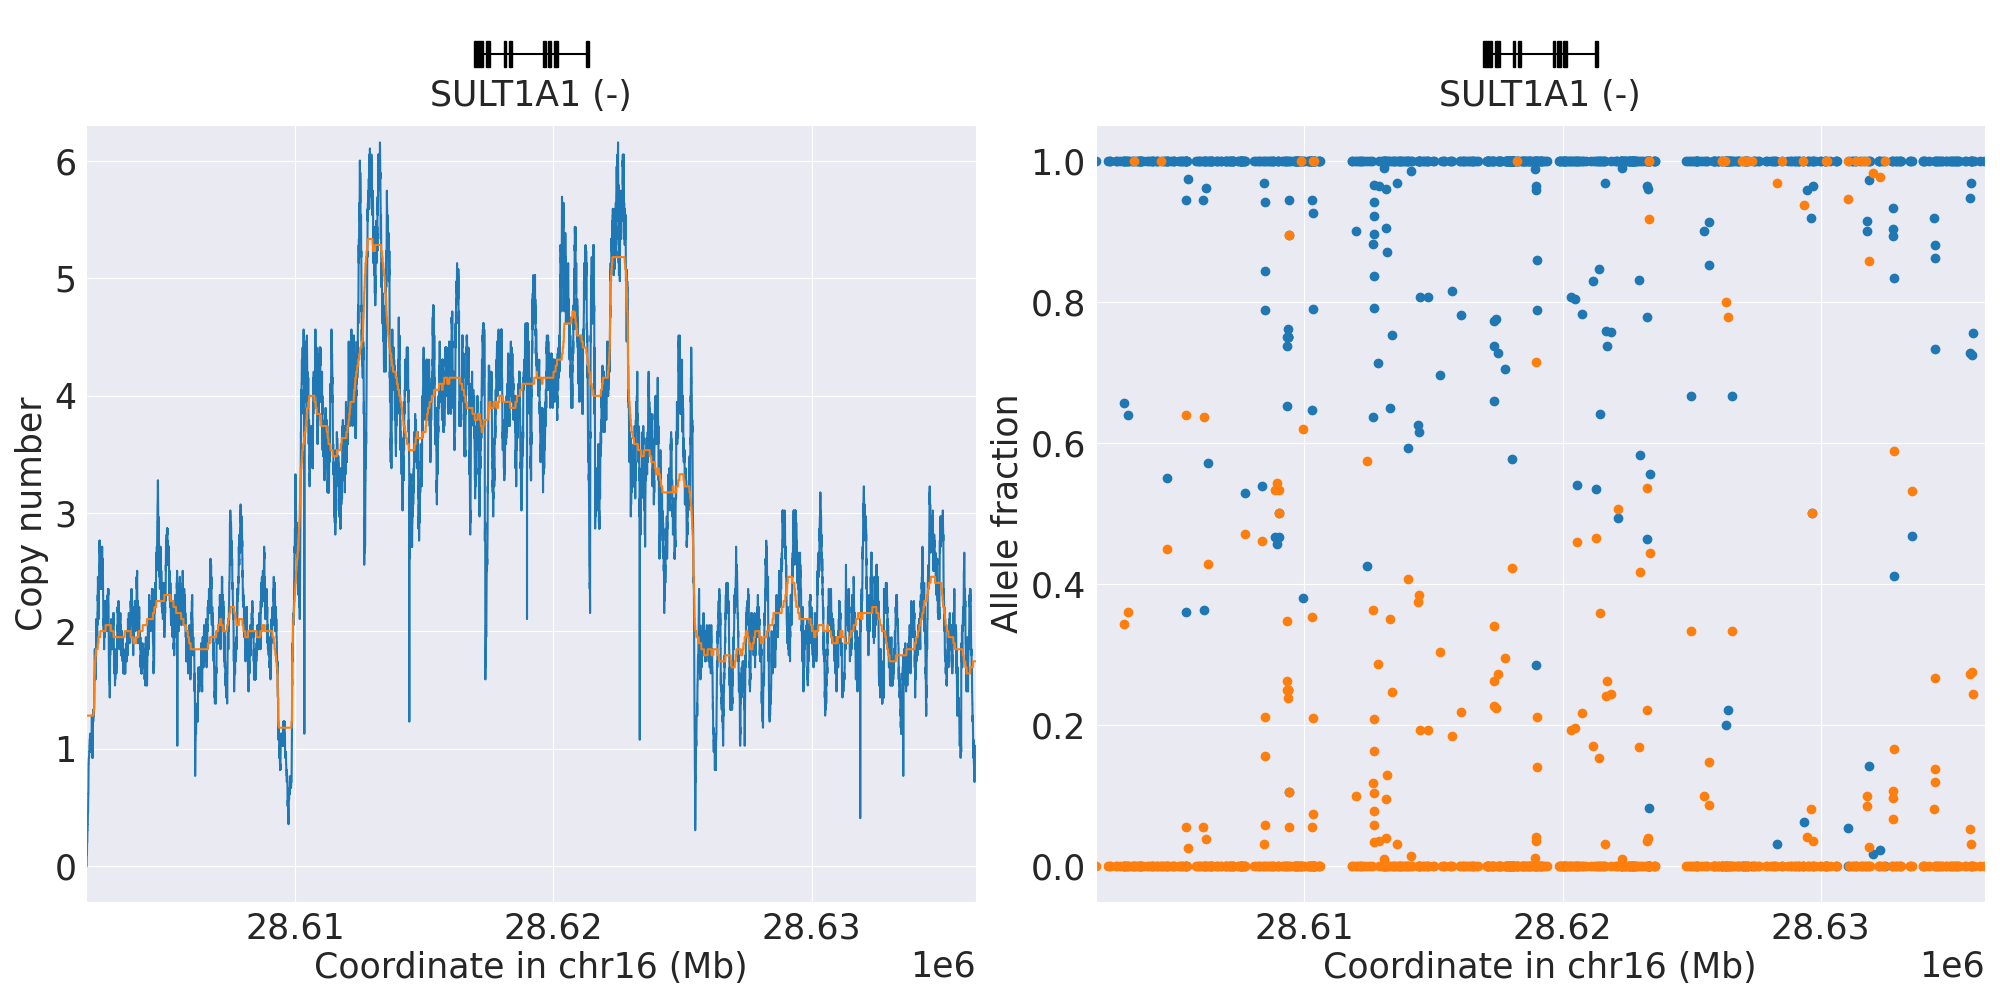 SULT1A1 (-)
Copy number
6
5
4
3
2
1
0
28.61
28.62
28.63
Coordinate in chr16 (Mb)
1e6
SULT1A1 (-)
Allele fraction
1.0
0.8
0.6
0.4
0.2
0.0
28.61
28.62
28.63
Coordinate in chr16 (Mb)
1e6